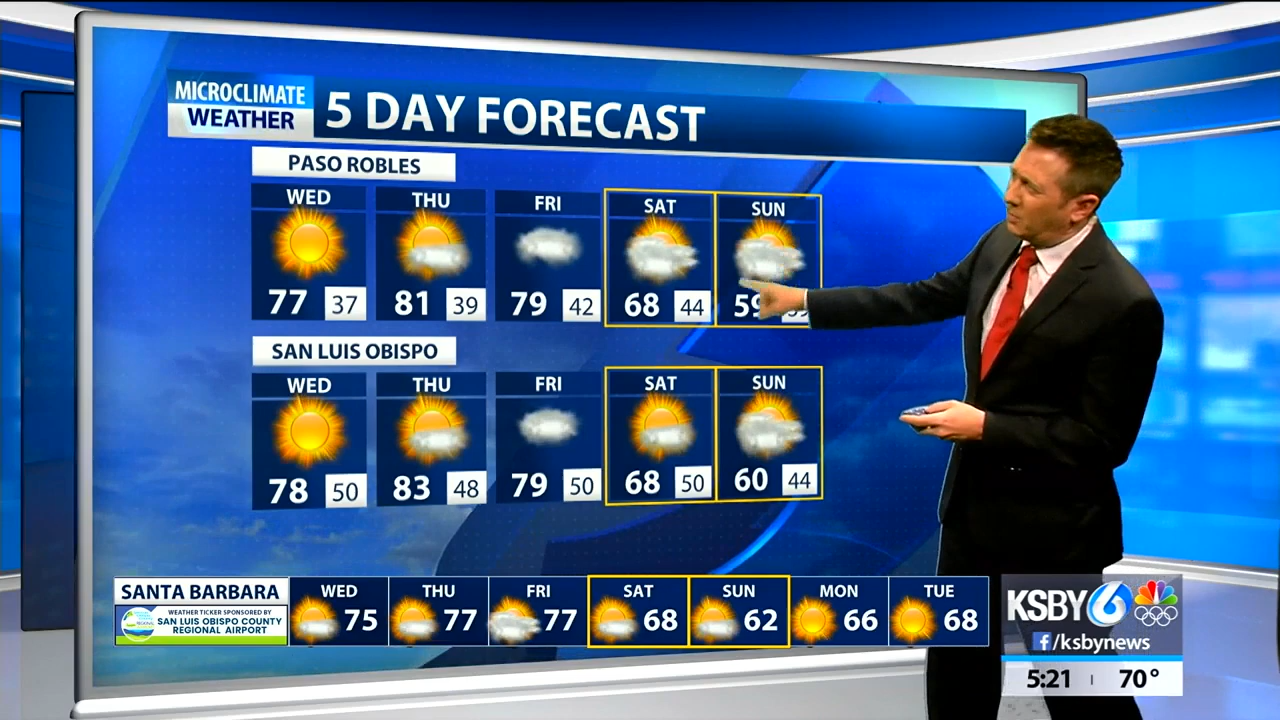 MICROCLIMATE
WEATHER
5 DAY FORECAST
PASO ROBLES
WED THU FRI SAT SUN
77 37 81 39 79 42 68 44 59
SAN LUIS OBISPO
WED THU FRI SAT SUN
78 50 83 48 79 50 68 50 60 44
SANTA BARBARA
WEATHER TICKER SPONSORED BY
SAN LUIS OBISPO COUNTY
REGIONAL AIRPORT
WED THU FRI SAT SUN MON TUE
75 77 77 68 62 66 68
KSBY 6
f/ksbynews
5:21 70°